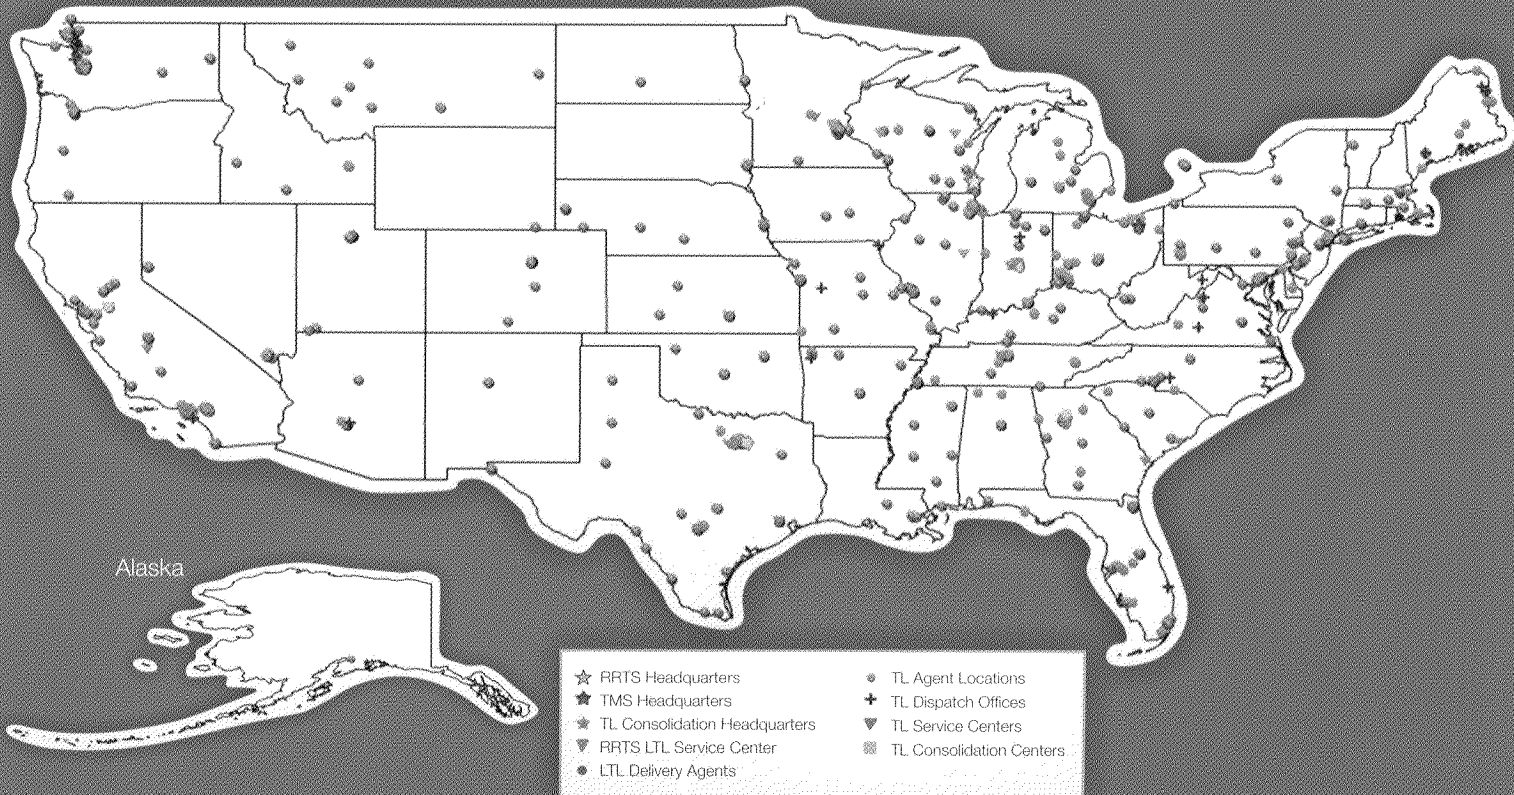 Alaska
RRTS Headquarters
TMS Headquarters
TL Consolidation Headquarters
RRTS LTL Service Center
LTL Delivery Agents
TL Agent Locations
TL Dispatch Offices
TL Service Centers
TL Consolidation Centers